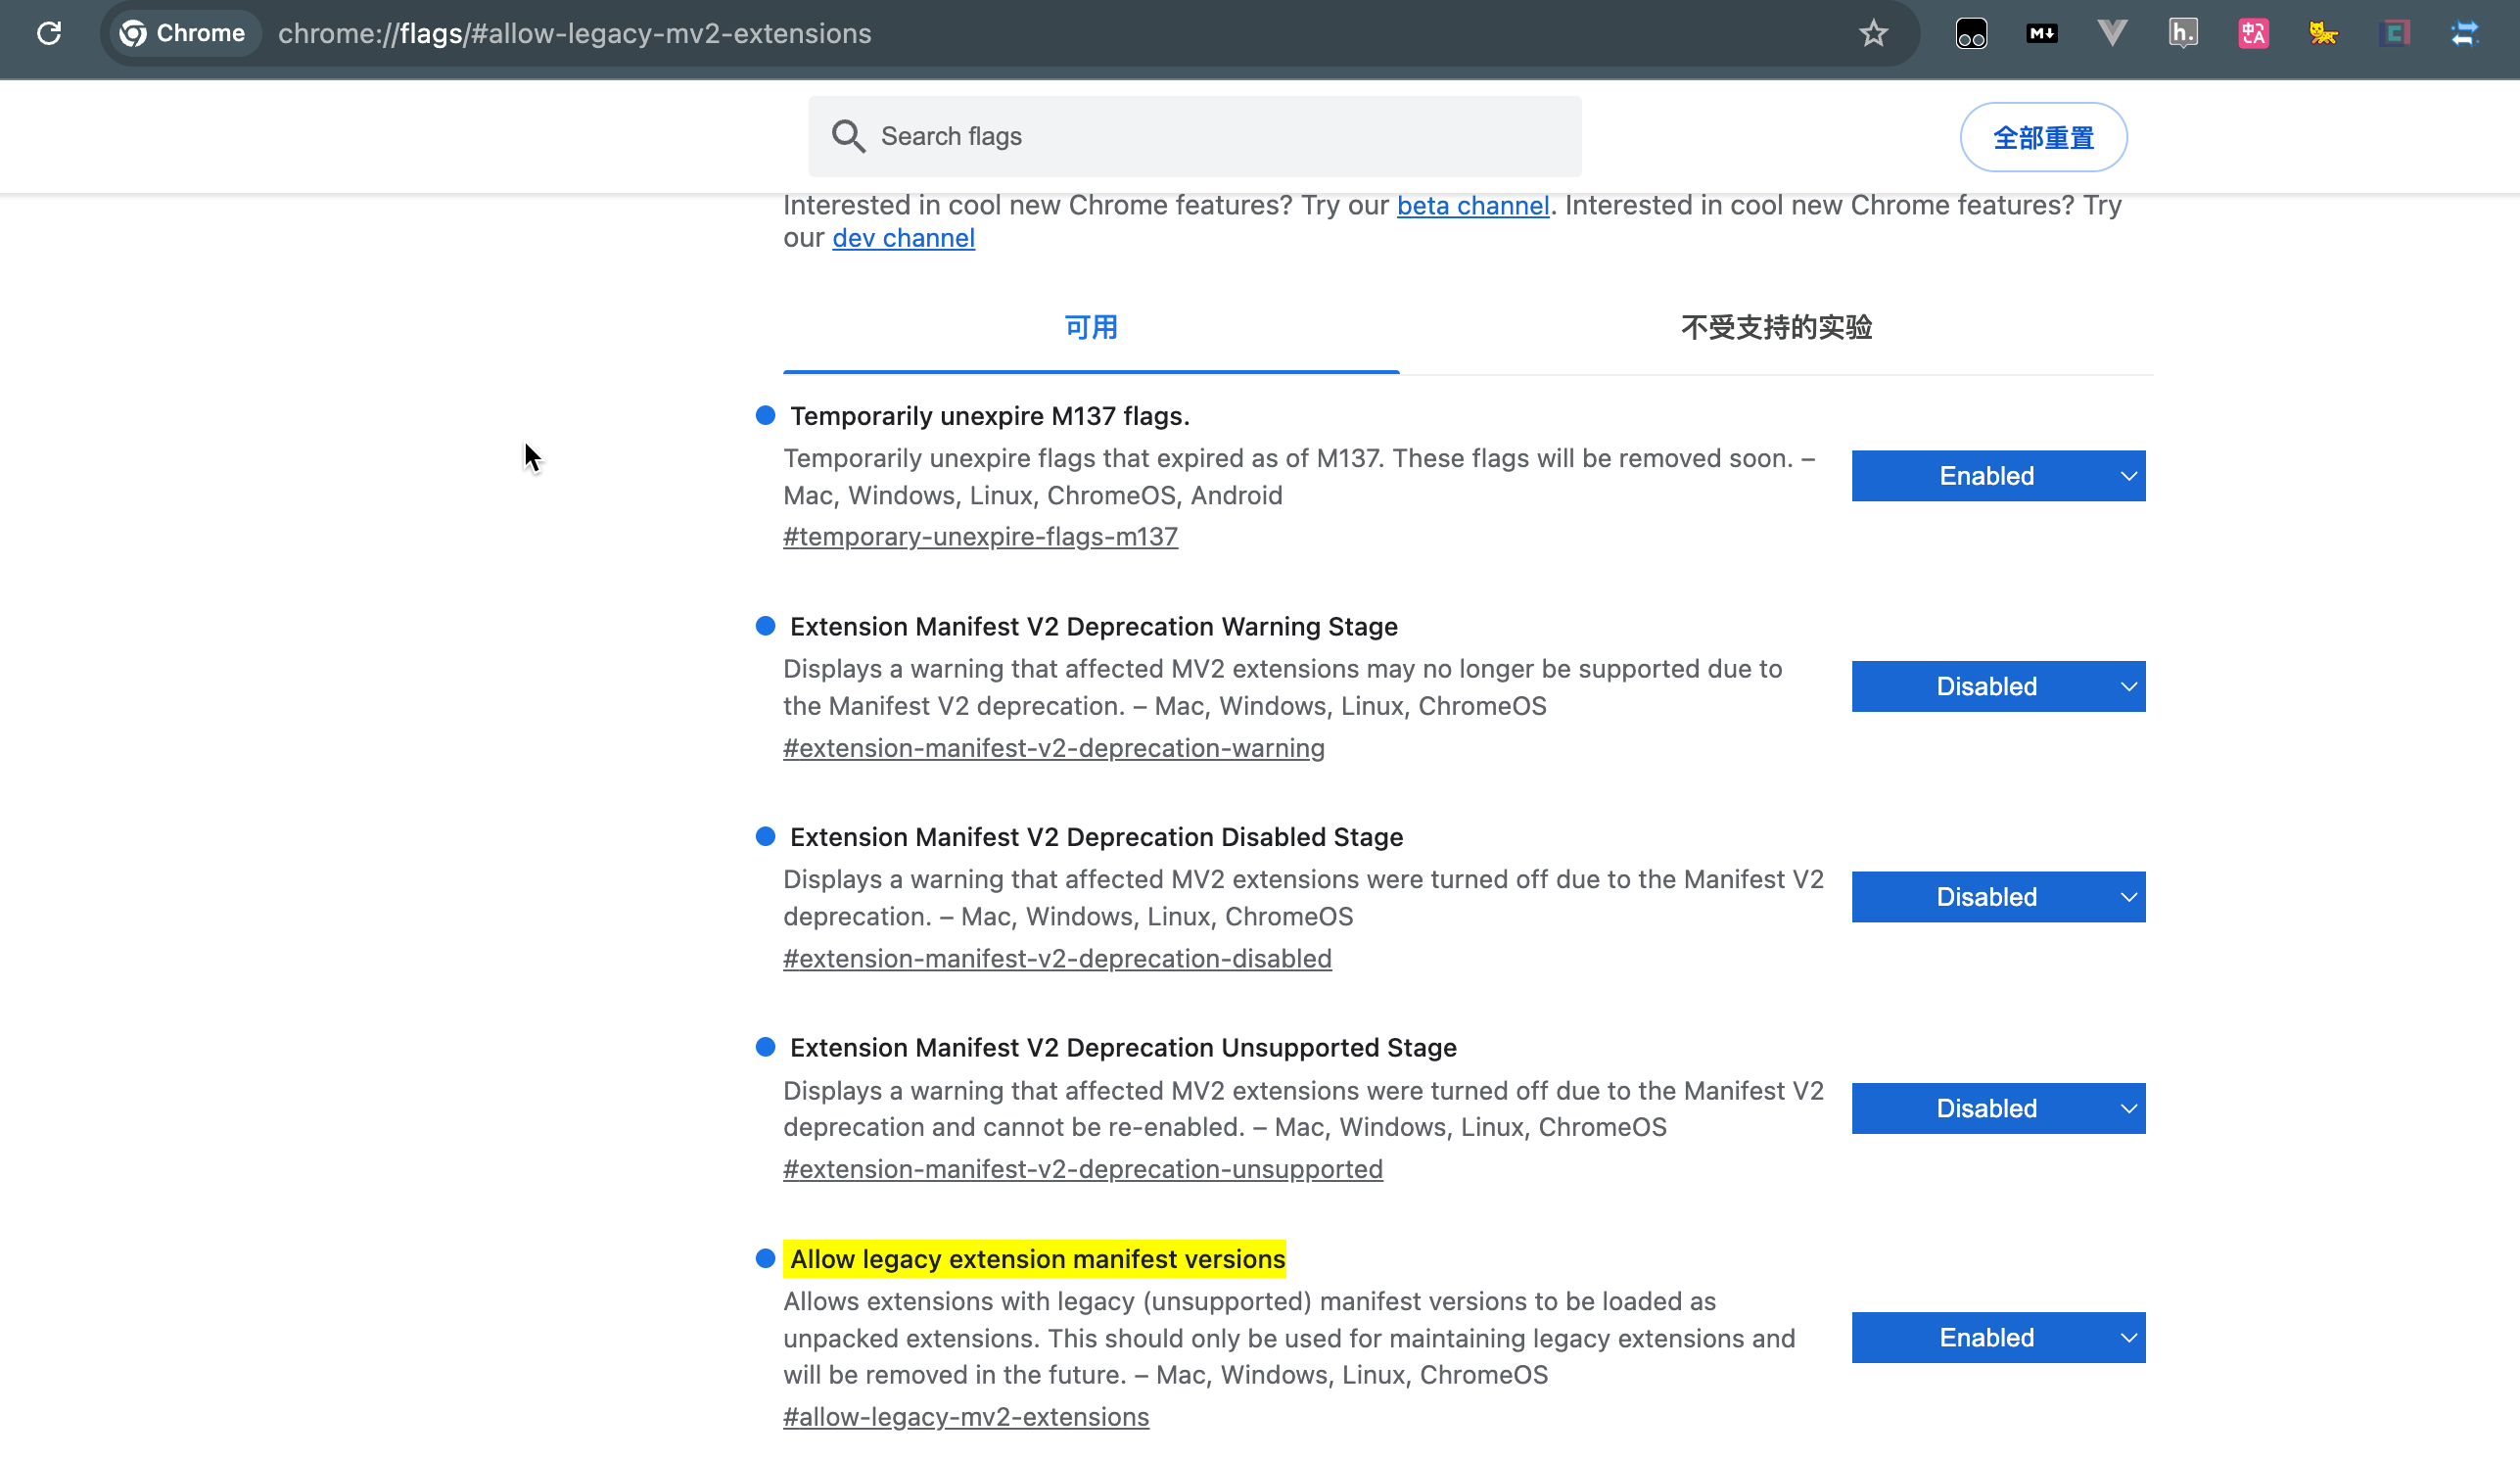 Chrome
chrome://flags/#allow-legacy-mv2-extensions
M↓
h.
中A
Search flags
全部重置
Interested in cool new Chrome features? Try our beta channel. Interested in cool new Chrome features? Try
our dev channel
可用
不受支持的实验
Temporarily unexpire M137 flags.
Temporarily unexpire flags that expired as of M137. These flags will be removed soon. –
Mac, Windows, Linux, ChromeOS, Android
#temporary-unexpire-flags-m137
Enabled
Extension Manifest V2 Deprecation Warning Stage
Displays a warning that affected MV2 extensions may no longer be supported due to
the Manifest V2 deprecation. – Mac, Windows, Linux, ChromeOS
#extension-manifest-v2-deprecation-warning
Disabled
Extension Manifest V2 Deprecation Disabled Stage
Displays a warning that affected MV2 extensions were turned off due to the Manifest V2
deprecation. – Mac, Windows, Linux, ChromeOS
#extension-manifest-v2-deprecation-disabled
Disabled
Extension Manifest V2 Deprecation Unsupported Stage
Displays a warning that affected MV2 extensions were turned off due to the Manifest V2
deprecation and cannot be re-enabled. – Mac, Windows, Linux, ChromeOS
#extension-manifest-v2-deprecation-unsupported
Disabled
Allow legacy extension manifest versions
Allows extensions with legacy (unsupported) manifest versions to be loaded as
unpacked extensions. This should only be used for maintaining legacy extensions and
will be removed in the future. – Mac, Windows, Linux, ChromeOS
#allow-legacy-mv2-extensions
Enabled